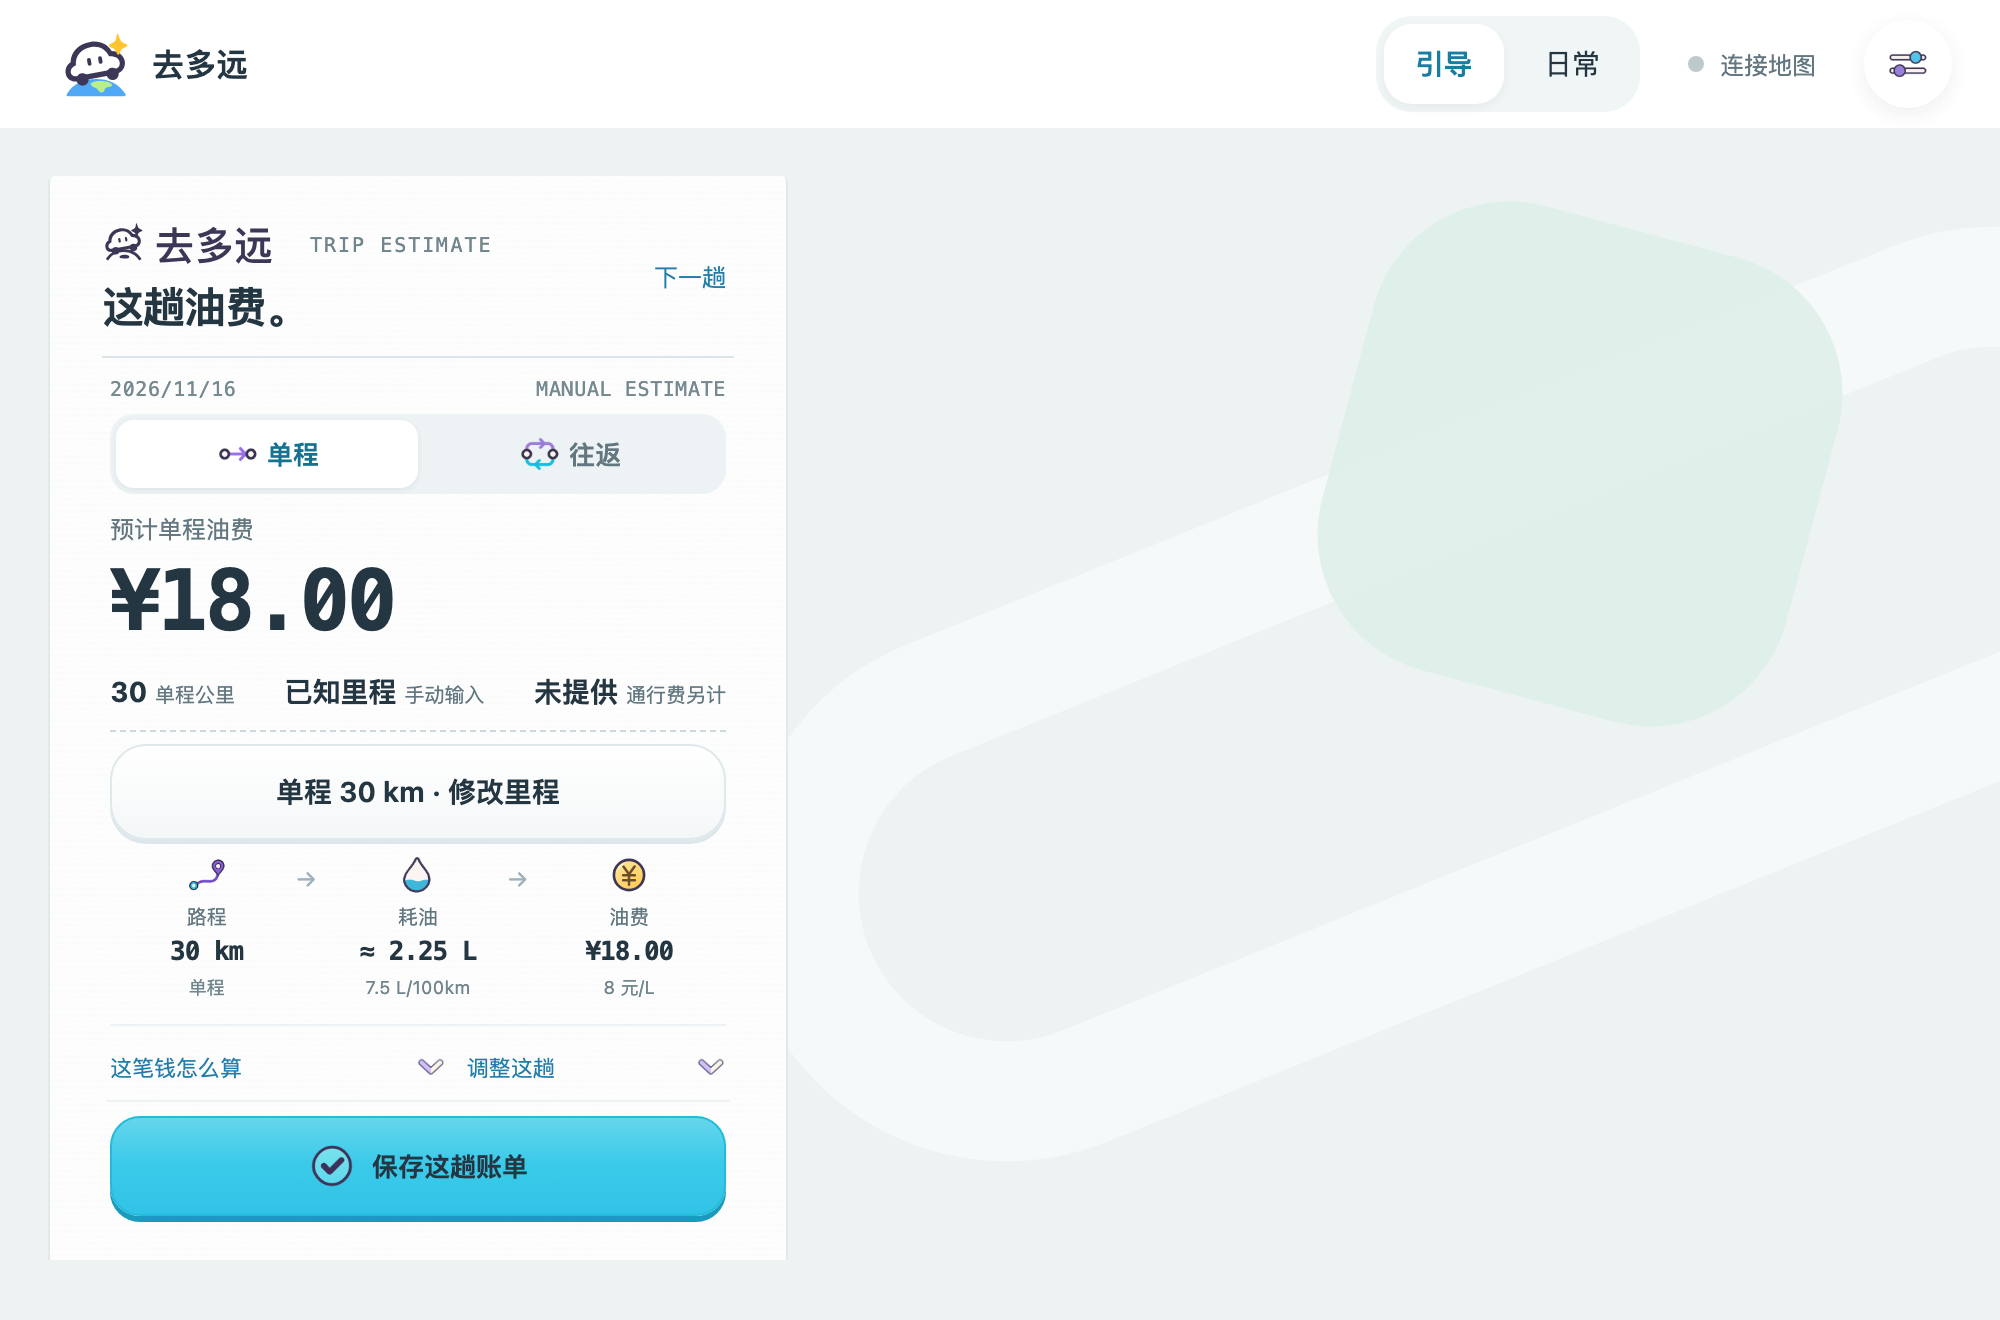 去多远
引导
日常
连接地图
去多远 TRIP ESTIMATE
下一趟
这趟油费。
2026/11/16 MANUAL ESTIMATE
单程
往返
预计单程油费
¥18.00
30 单程公里 已知里程 手动输入 未提供 通行费另计
单程 30 km · 修改里程
路程 → 耗油 → 油费
30 km ≈ 2.25 L ¥18.00
单程 7.5 L/100km 8 元/L
这笔钱怎么算 调整这趟
保存这趟账单